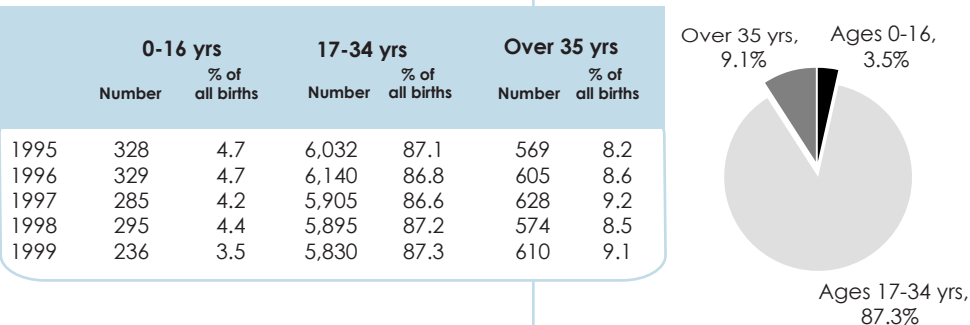 0-16 yrs 17-34 yrs Over 35 yrs
% of % of % of
Number all births Number all births Number all births
1995 328 4.7 6,032 87.1 569 8.2
1996 329 4.7 6,140 86.8 605 8.6
1997 285 4.2 5,905 86.6 628 9.2
1998 295 4.4 5,895 87.2 574 8.5
1999 236 3.5 5,830 87.3 610 9.1
Over 35 yrs,
9.1%
Ages 0-16,
3.5%
Ages 17-34 yrs,
87.3%